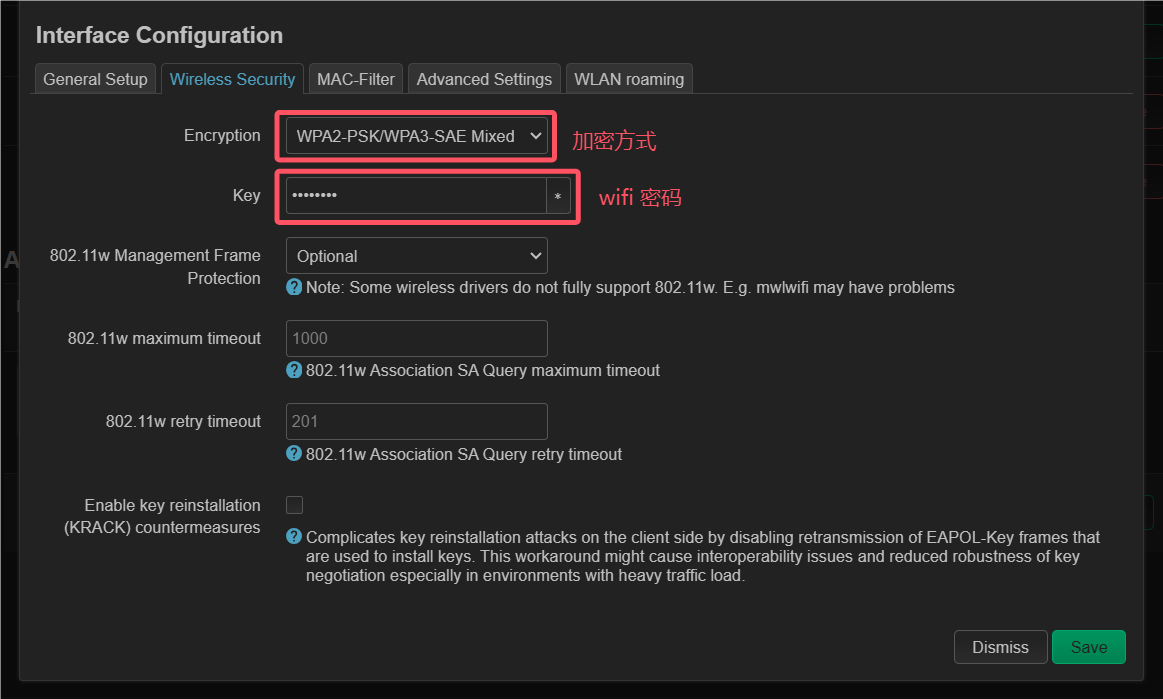 Interface Configuration
General Setup
Wireless Security
MAC-Filter
Advanced Settings
WLAN roaming
Encryption
WPA2-PSK/WPA3-SAE Mixed
加密方式
Key
••••••••
*
wifi 密码
802.11w Management Frame
Protection
Optional
Note: Some wireless drivers do not fully support 802.11w. E.g. mwlwifi may have problems
802.11w maximum timeout
1000
802.11w Association SA Query maximum timeout
802.11w retry timeout
201
802.11w Association SA Query retry timeout
Enable key reinstallation
(KRACK) countermeasures
Complicates key reinstallation attacks on the client side by disabling retransmission of EAPOL-Key frames that
are used to install keys. This workaround might cause interoperability issues and reduced robustness of key
negotiation especially in environments with heavy traffic load.
Dismiss
Save